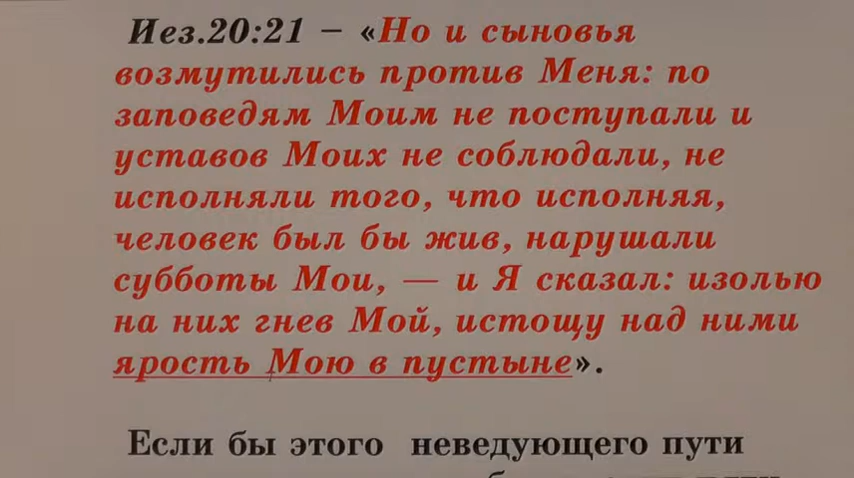 Иез.20:21 – «Но и сыновья
возмутились против Меня: по
заповедям Моим не поступали и
уставов Моих не соблюдали, не
исполняли того, что исполняя,
человек был бы жив, нарушали
субботы Мои, — и Я сказал: изолью
на них гнев Мой, истощу над ними
ярость Мою в пустыне».
Если бы этого неведующего пути